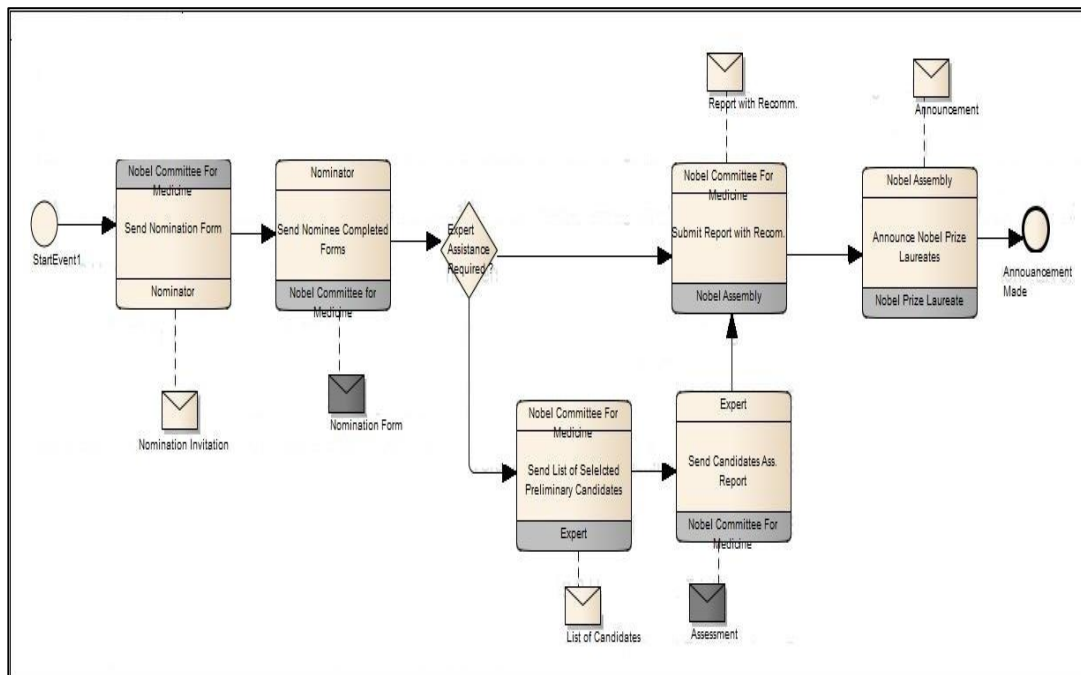 Report with Recomm.
Announcement
Nobel Committee For
Medicine
Send Nomination Form
Nominator
Nomination Invitation
Nominator
Send Nominee Completed
Forms
Nobel Committee for
Medicine
Nomination Form
StartEvent1
Expert
Assistance
Required ?
Nobel Committee For
Medicine
Submit Report with Recom.
Nobel Assembly
Nobel Assembly
Announce Nobel Prize
Laureates
Nobel Prize Laureate
Annouancement
Made
Nobel Committee For
Medicine
Send List of Selelcted
Preliminary Candidates
Expert
List of Candidates
Expert
Send Candidates Ass.
Report
Nobel Committee For
Medicine
Assessment